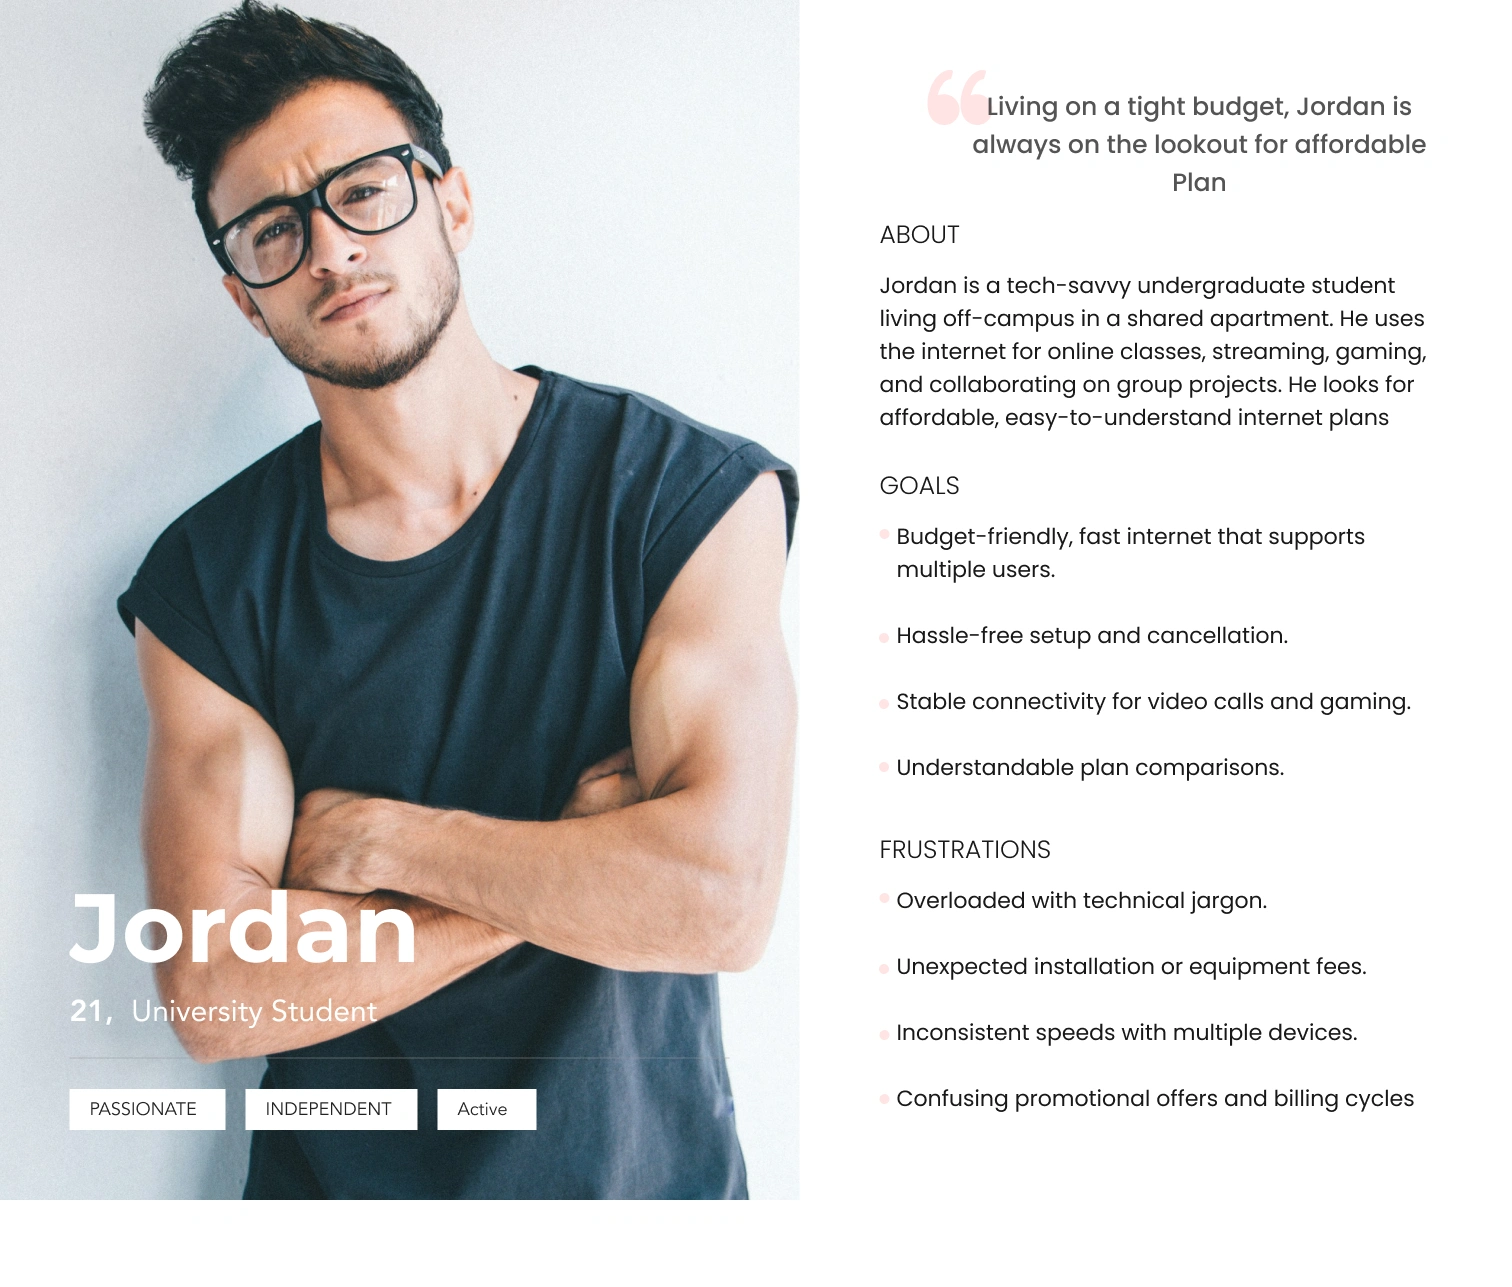 Jordan
21, University Student
PASSIONATE
INDEPENDENT
Active
“Living on a tight budget, Jordan is
always on the lookout for affordable
Plan
ABOUT
Jordan is a tech-savvy undergraduate student
living off-campus in a shared apartment. He uses
the internet for online classes, streaming, gaming,
and collaborating on group projects. He looks for
affordable, easy-to-understand internet plans
GOALS
Budget-friendly, fast internet that supports
multiple users.
Hassle-free setup and cancellation.
Stable connectivity for video calls and gaming.
Understandable plan comparisons.
FRUSTRATIONS
Overloaded with technical jargon.
Unexpected installation or equipment fees.
Inconsistent speeds with multiple devices.
Confusing promotional offers and billing cycles